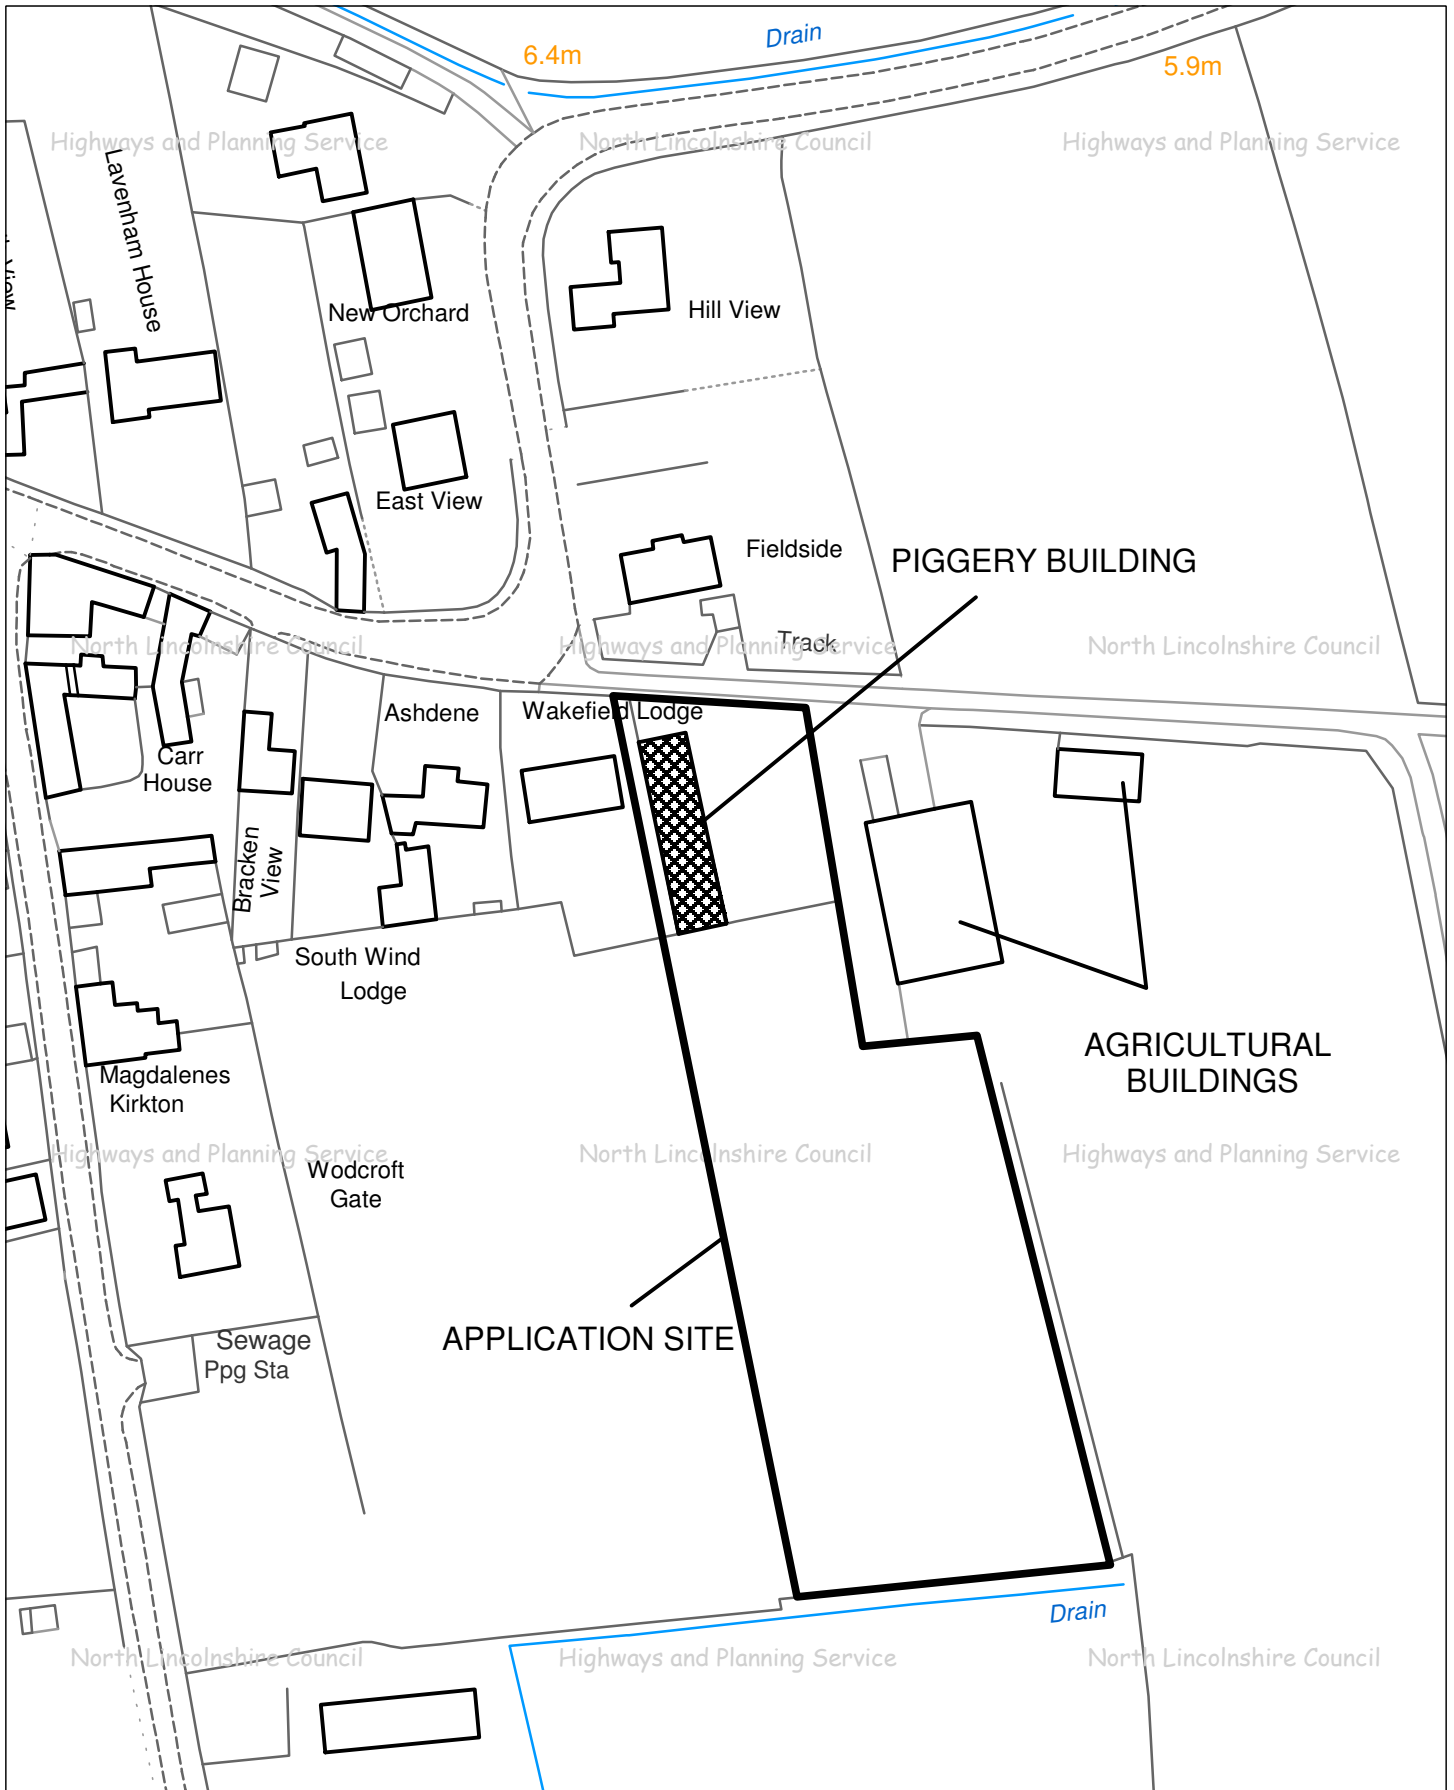 Drain
6.4m
5.9m
Highways and Planning Service
North Lincolnshire Council
Highways and Planning Service
Lavenham House
View
New Orchard
Hill View
East View
Fieldside
PIGGERY BUILDING
North Lincolnshire Council
Highways and Planning Service
Track
North Lincolnshire Council
Ashdene
Wakefield Lodge
Carr
House
Bracken
View
South Wind
Lodge
AGRICULTURAL
BUILDINGS
Magdalenes
Kirkton
Highways and Planning Service
North Lincolnshire Council
Highways and Planning Service
Wodcroft
Gate
APPLICATION SITE
Sewage
Ppg Sta
Drain
North Lincolnshire Council
Highways and Planning Service
North Lincolnshire Council